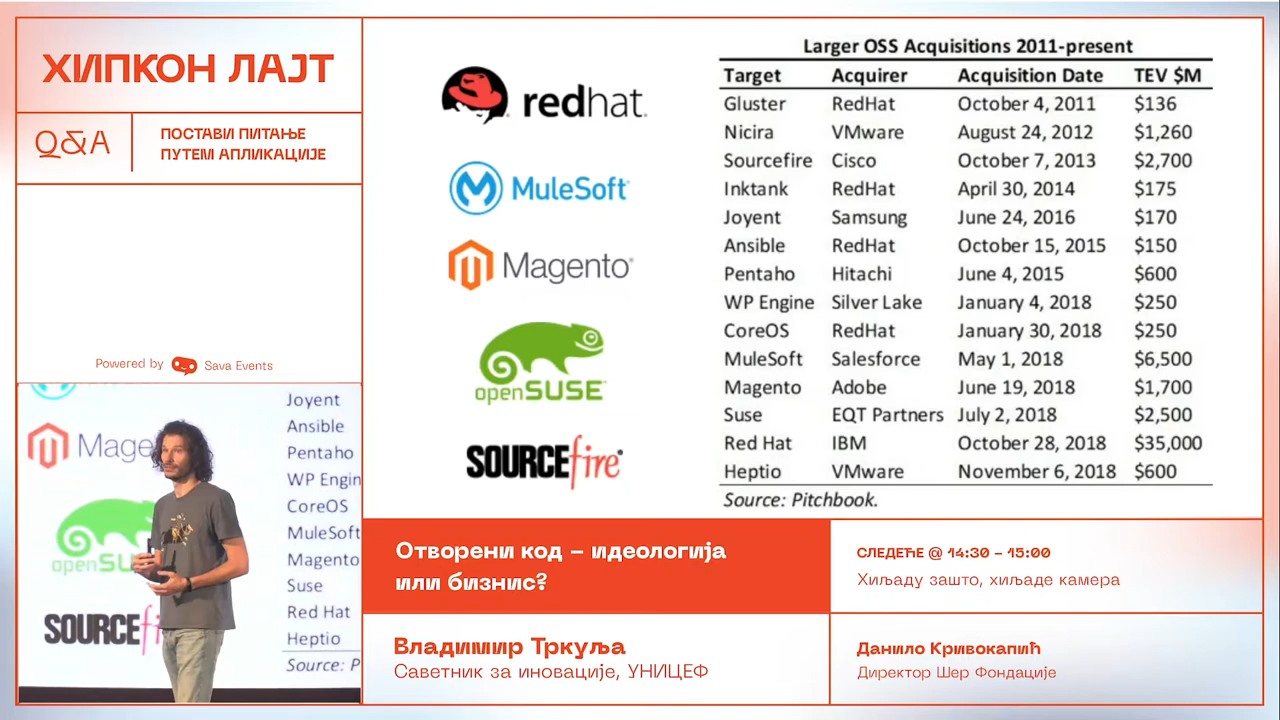 ХИПКОН ЛАЈТ
Q&A
ПОСТАВИ ПИТАЊЕ
ПУТЕМ АПЛИКАЦИЈЕ
Powered by Sava Events
redhat.
MuleSoft
Magento
openSUSE
SOURCEfire
Larger OSS Acquisitions 2011-present
Target Acquirer Acquisition Date TEV $M
Gluster RedHat October 4, 2011 $136
Nicira VMware August 24, 2012 $1,260
Sourcefire Cisco October 7, 2013 $2,700
Inktank RedHat April 30, 2014 $175
Joyent Samsung June 24, 2016 $170
Ansible RedHat October 15, 2015 $150
Pentaho Hitachi June 4, 2015 $600
WP Engine Silver Lake January 4, 2018 $250
CoreOS RedHat January 30, 2018 $250
MuleSoft Salesforce May 1, 2018 $6,500
Magento Adobe June 19, 2018 $1,700
Suse EQT Partners July 2, 2018 $2,500
Red Hat IBM October 28, 2018 $35,000
Heptio VMware November 6, 2018 $600
Source: Pitchbook.
Joyent
Ansible
Pentaho
WP Engin
CoreOS
MuleSoft
Magento
Suse
Red Hat
Heptio
Source: P
Mage
openSU
SOURCEfi
Отворени код – идеологија
или бизнис?
Владимир Тркуља
Саветник за иновације, УНИЦЕФ
СЛЕДЕЋЕ @ 14:30 – 15:00
Хиљаду зашто, хиљаде камера
Данило Кривокапић
Директор Шер Фондације